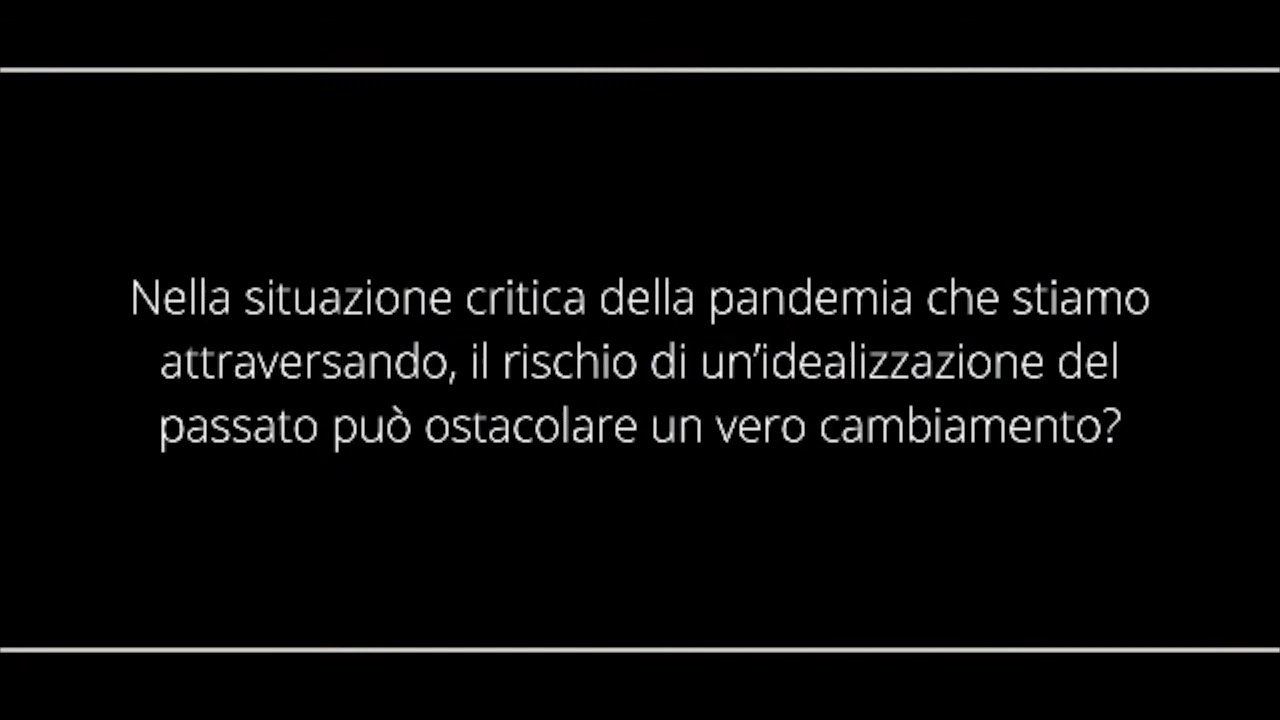 Nella situazione critica della pandemia che stiamo
attraversando, il rischio di un’idealizzazione del
passato può ostacolare un vero cambiamento?